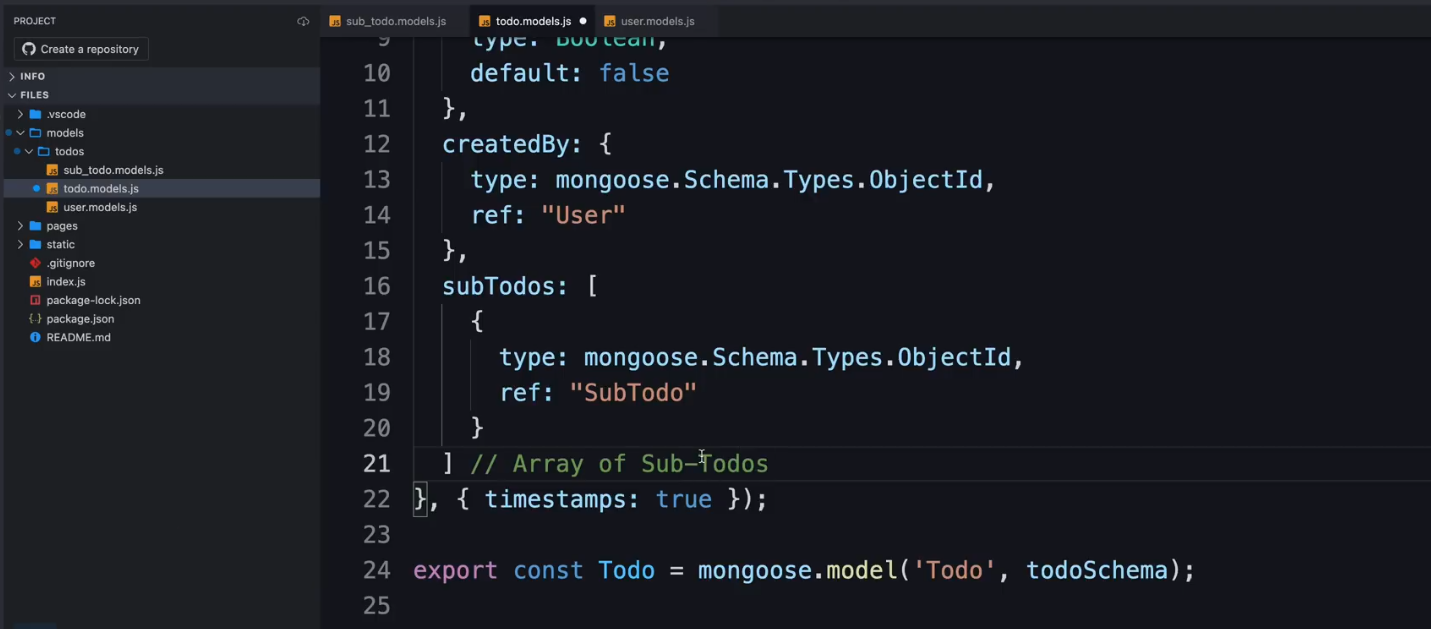 PROJECT
Create a repository
INFO
FILES
.vscode
models
todos
sub_todo.models.js
todo.models.js
user.models.js
pages
static
.gitignore
index.js
package-lock.json
package.json
README.md
sub_todo.models.js
todo.models.js
user.models.js
9 type: Boolean,
10 default: false
11 },
12 createdBy: {
13 type: mongoose.Schema.Types.ObjectId,
14 ref: "User"
15 },
16 subTodos: [
17 {
18 type: mongoose.Schema.Types.ObjectId,
19 ref: "SubTodo"
20 }
21 ] // Array of Sub-Todos
22 }, { timestamps: true });
23
24 export const Todo = mongoose.model('Todo', todoSchema);
25